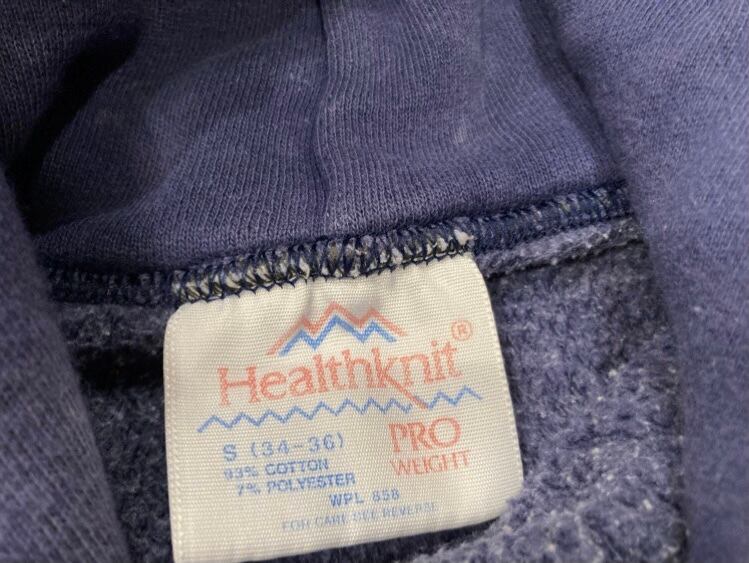 Healthknit®
S (34-36)
93% COTTON
7% POLYESTER
PRO
WEIGHT
WPL 858
FOR CARE SEE REVERSE